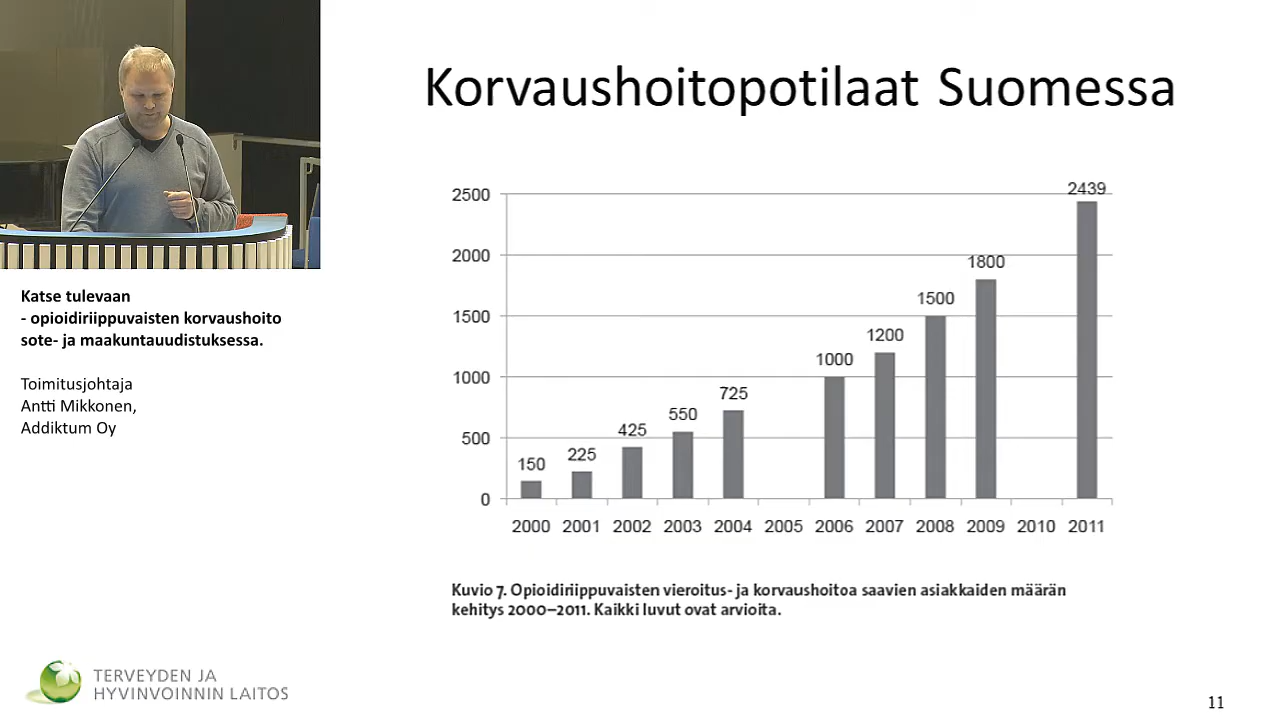 Korvaushoitopotilaat Suomessa
2500
2000
1500
1000
500
0
150
225
425
550
725
1000
1200
1500
1800
2439
2000 2001 2002 2003 2004 2005 2006 2007 2008 2009 2010 2011
Kuvio 7. Opioidiriippuvaisten vieroitus- ja korvaushoitoa saavien asiakkaiden määrän
kehitys 2000–2011. Kaikki luvut ovat arvioita.
Katse tulevaan
- opioidiriippuvaisten korvaushoito
sote- ja maakuntauudistuksessa.
Toimitusjohtaja
Antti Mikkonen,
Addiktum Oy
TERVEYDEN JA
HYVINVOINNIN LAITOS
11